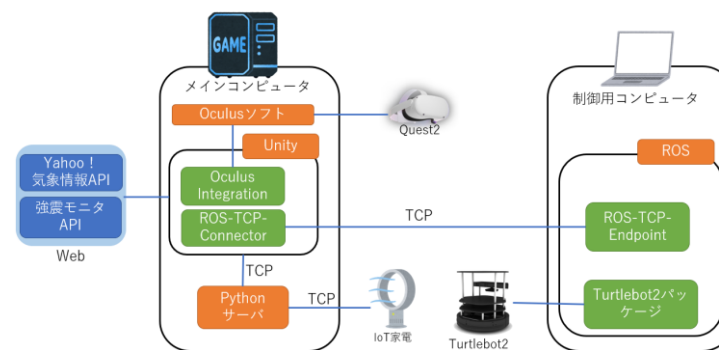 GAME
メインコンピュータ
制御用コンピュータ
Oculusソフト
Quest2
Unity
ROS
Yahoo！
気象情報API
強震モニタ
API
Web
Oculus
Integration
ROS-TCP-
Connector
TCP
ROS-TCP-
Endpoint
TCP
Python
サーバ
TCP
IoT家電
Turtlebot2
Turtlebot2パッ
ケージ